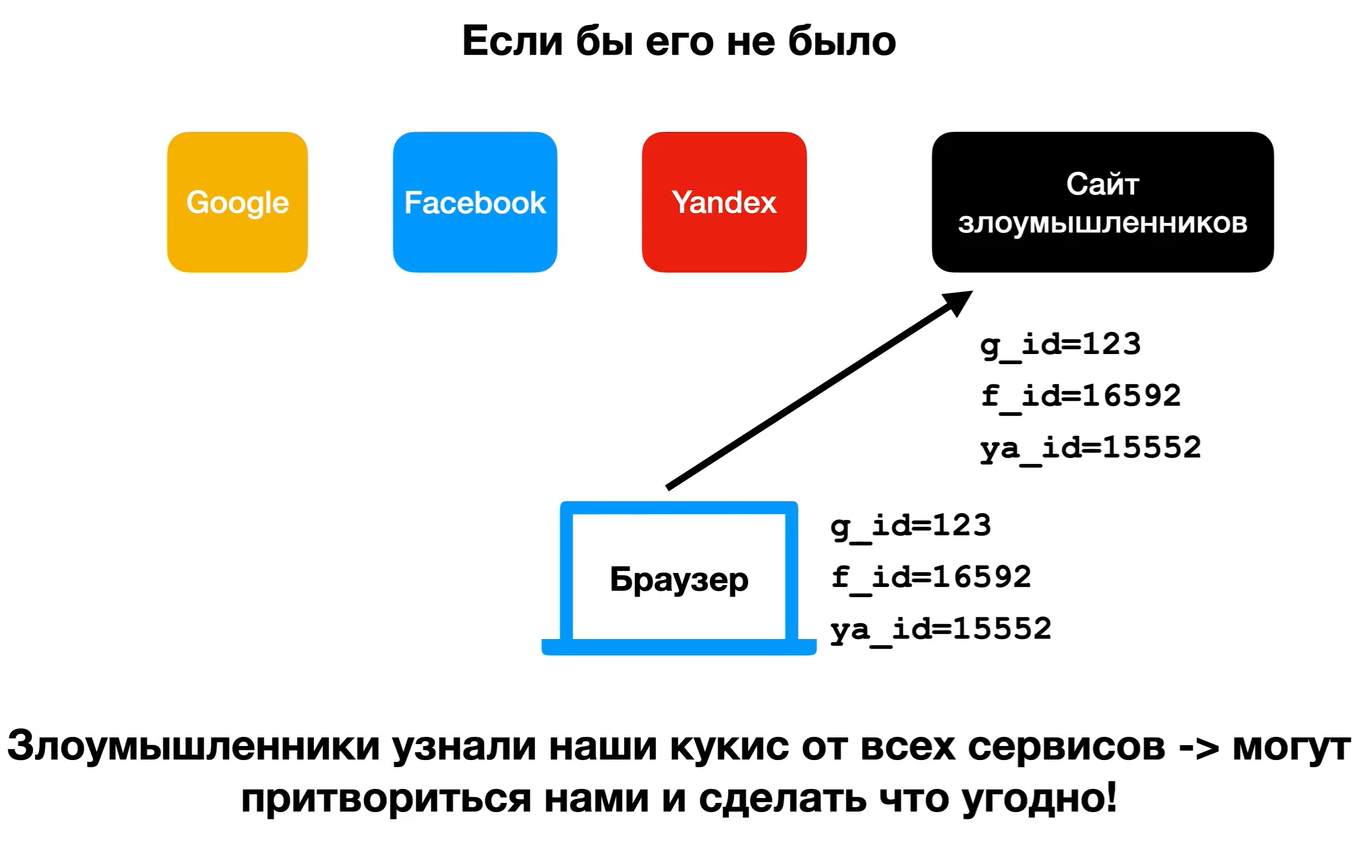 Если бы его не было
Google
Facebook
Yandex
Сайт
злоумышленников
g_id=123
f_id=16592
ya_id=15552
Браузер
g_id=123
f_id=16592
ya_id=15552
Злоумышленники узнали наши кукис от всех сервисов -> могут
притвориться нами и сделать что угодно!